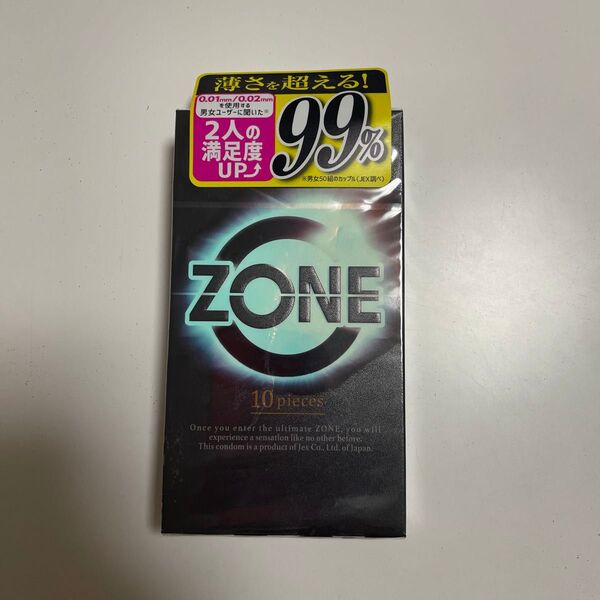 薄さを超える!
0.01mm/0.02mm
を使用する
男女ユーザーに聞いた※
2人の
満足度
UP
99%
※男女50組のカップル(JEX調べ)
ZONE
10 pieces
Once you enter the ultimate ZONE, you will
experience a sensation like no other before.
This condom is a product of Jex Co., Ltd. of Japan.